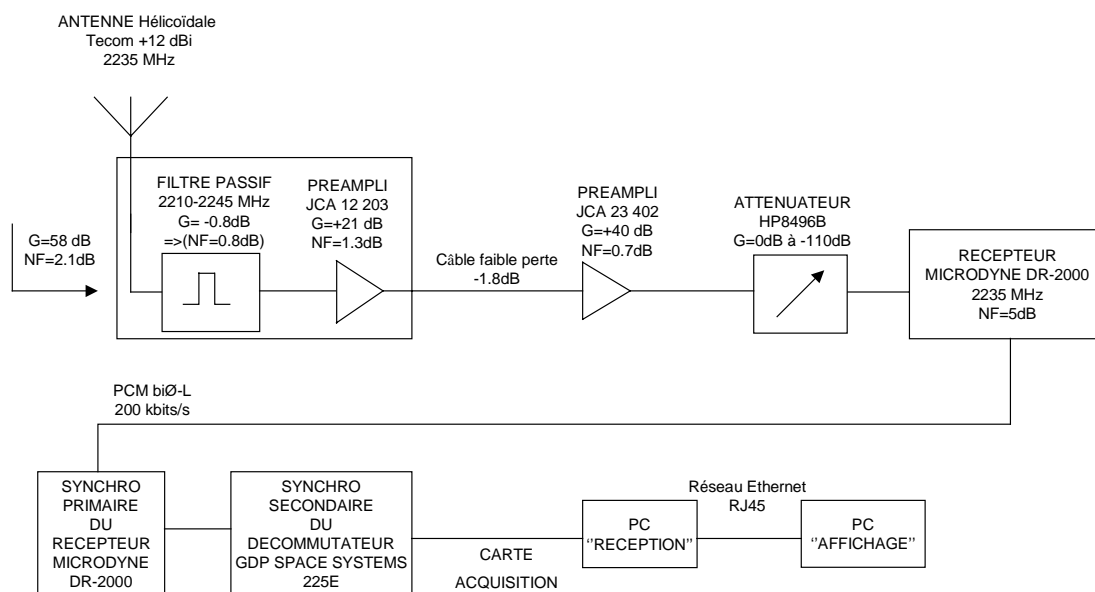 ANTENNE Hélicoïdale
Tecom +12 dBi
2235 MHz
FILTRE PASSIF
2210-2245 MHz
G= -0.8dB
=>(NF=0.8dB)
PREAMPLI
JCA 12 203
G=+21 dB
NF=1.3dB
G=58 dB
NF=2.1dB
Câble faible perte
-1.8dB
PREAMPLI
JCA 23 402
G=+40 dB
NF=0.7dB
ATTENUATEUR
HP8496B
G=0dB à -110dB
RECEPTEUR
MICRODYNE DR-2000
2235 MHz
NF=5dB
PCM biØ-L
200 kbits/s
SYNCHRO
PRIMAIRE
DU
RECEPTEUR
MICRODYNE
DR-2000
SYNCHRO
SECONDAIRE
DU
DECOMMUTATEUR
GDP SPACE SYSTEMS
225E
CARTE
ACQUISITION
PC
''RECEPTION''
Réseau Ethernet
RJ45
PC
''AFFICHAGE''